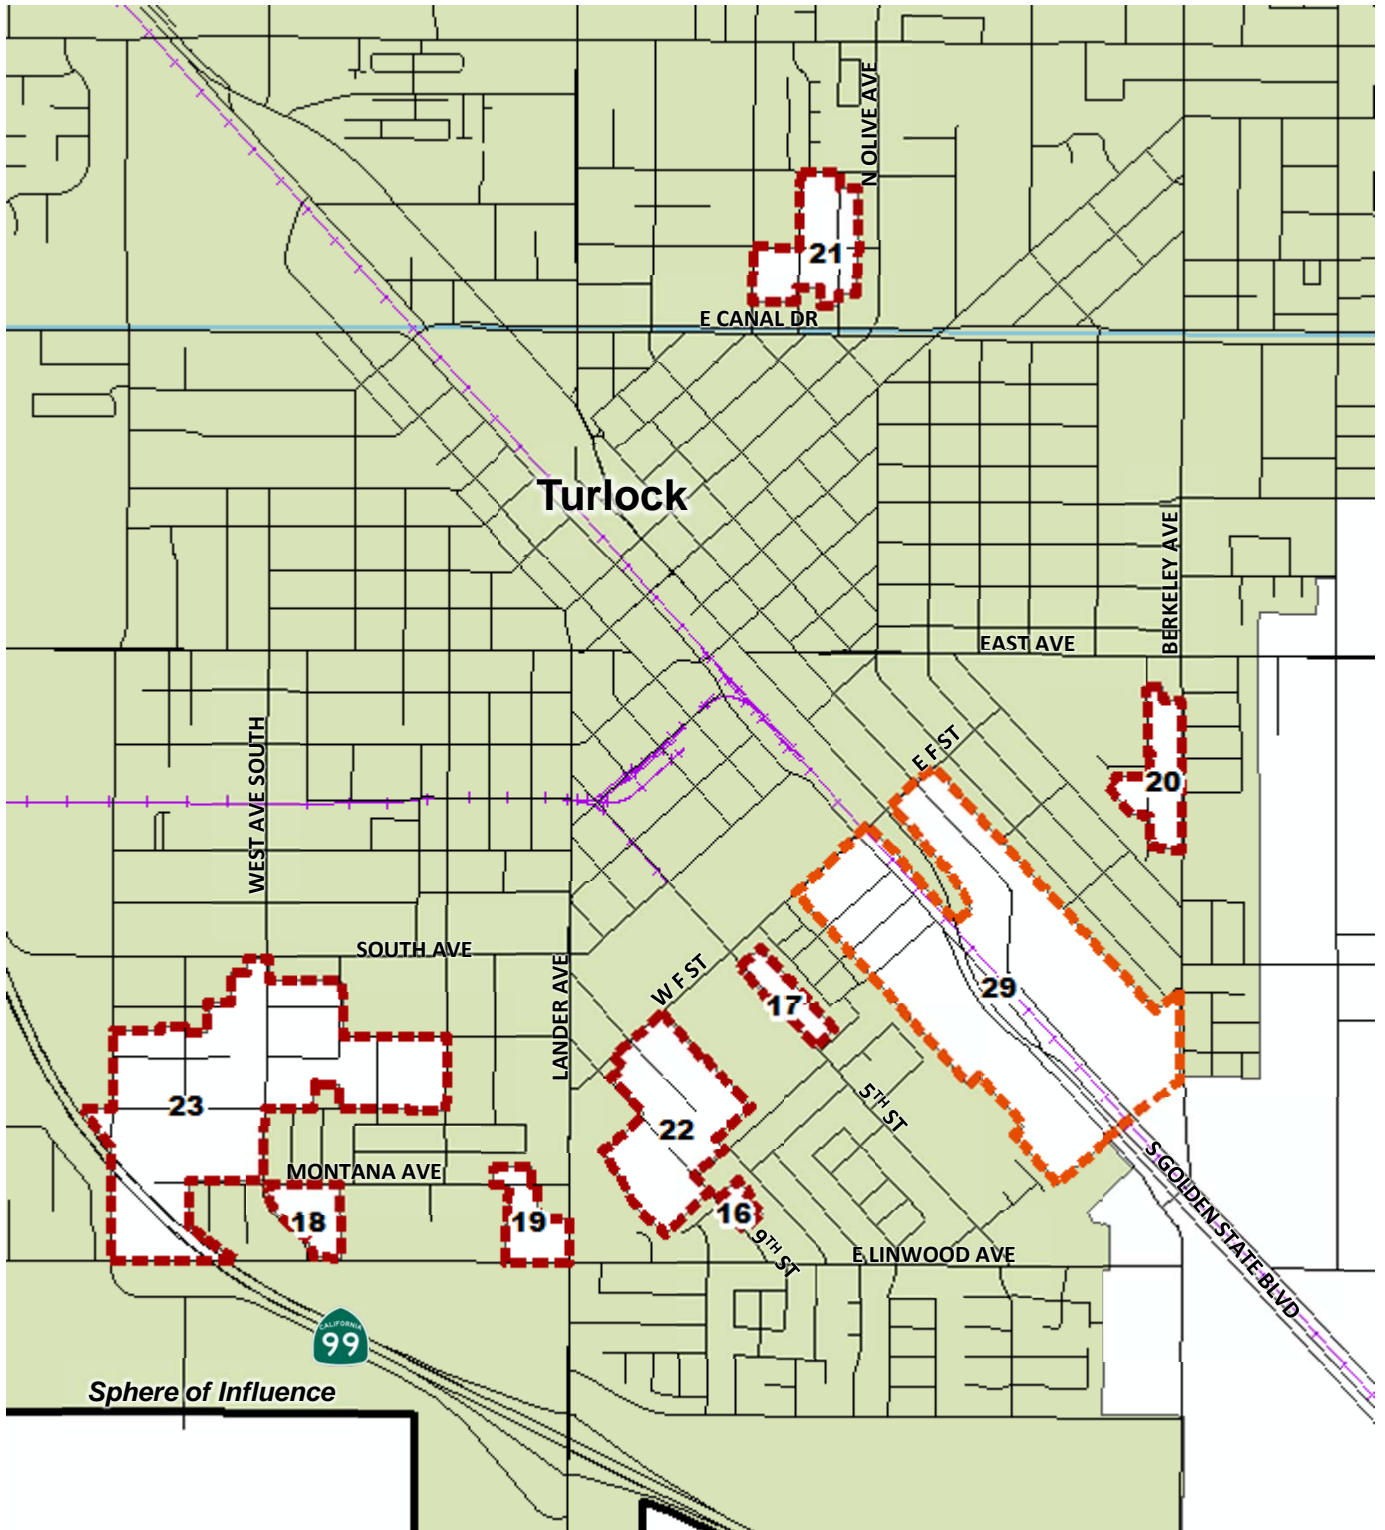 N OLIVE AVE
21
E CANAL DR
Turlock
BERKELEY AVE
EAST AVE
WEST AVE SOUTH
E F ST
20
SOUTH AVE
LANDER AVE
W F ST
17
29
23
5TH ST
22
MONTANA AVE
18
19
16
9TH ST
E LINWOOD AVE
S GOLDEN STATE BLVD
CALIFORNIA
99
Sphere of Influence